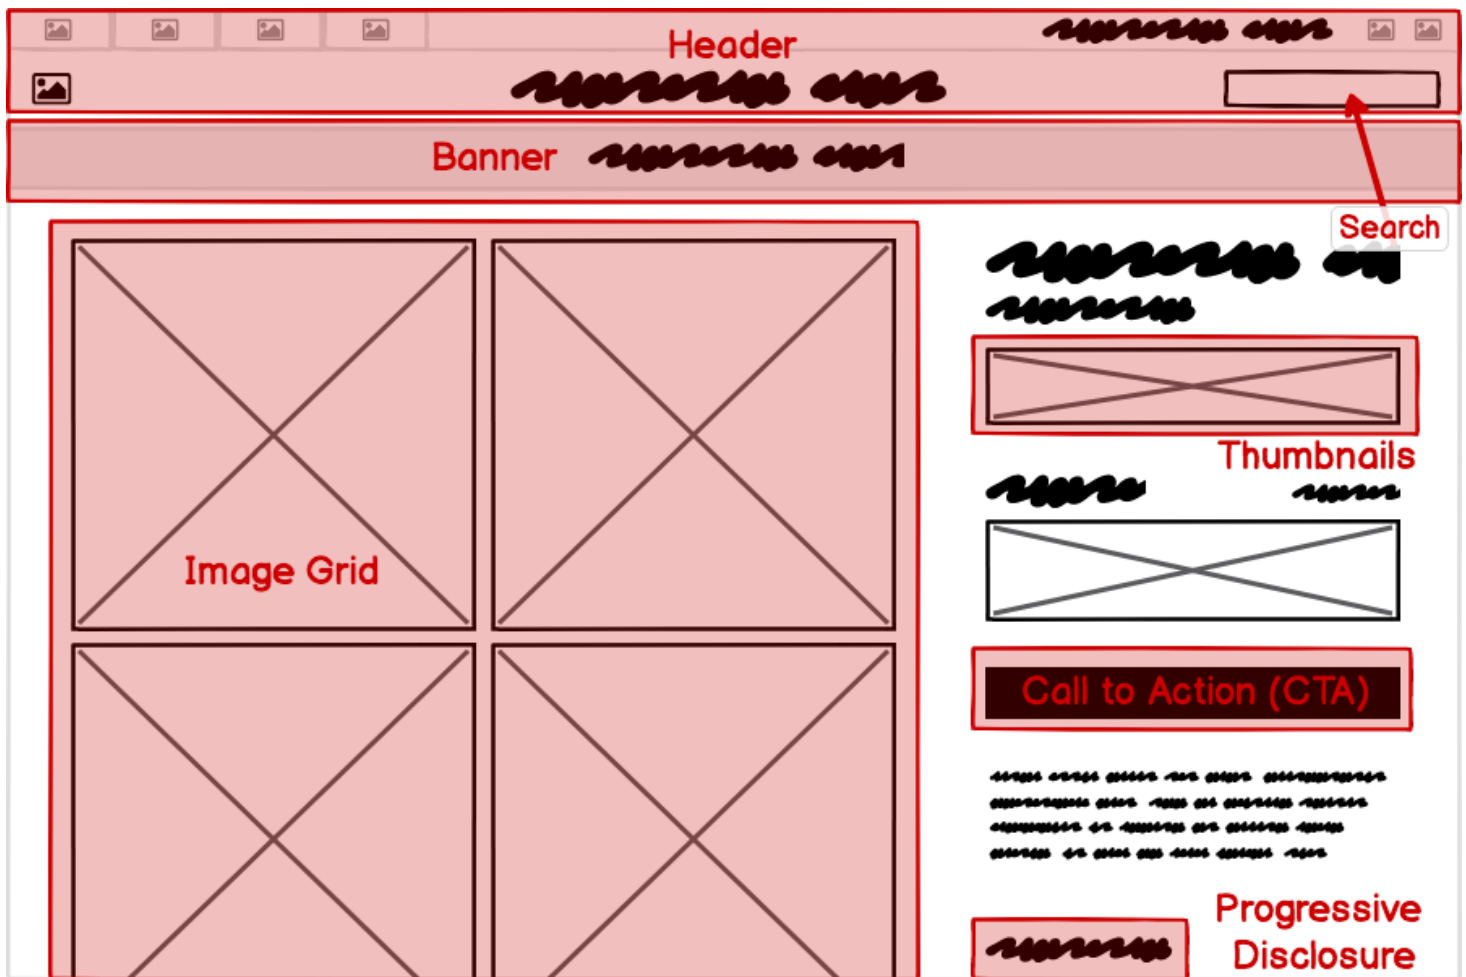 Header
Banner
Search
Thumbnails
Image Grid
Call to Action (CTA)
Progressive
Disclosure